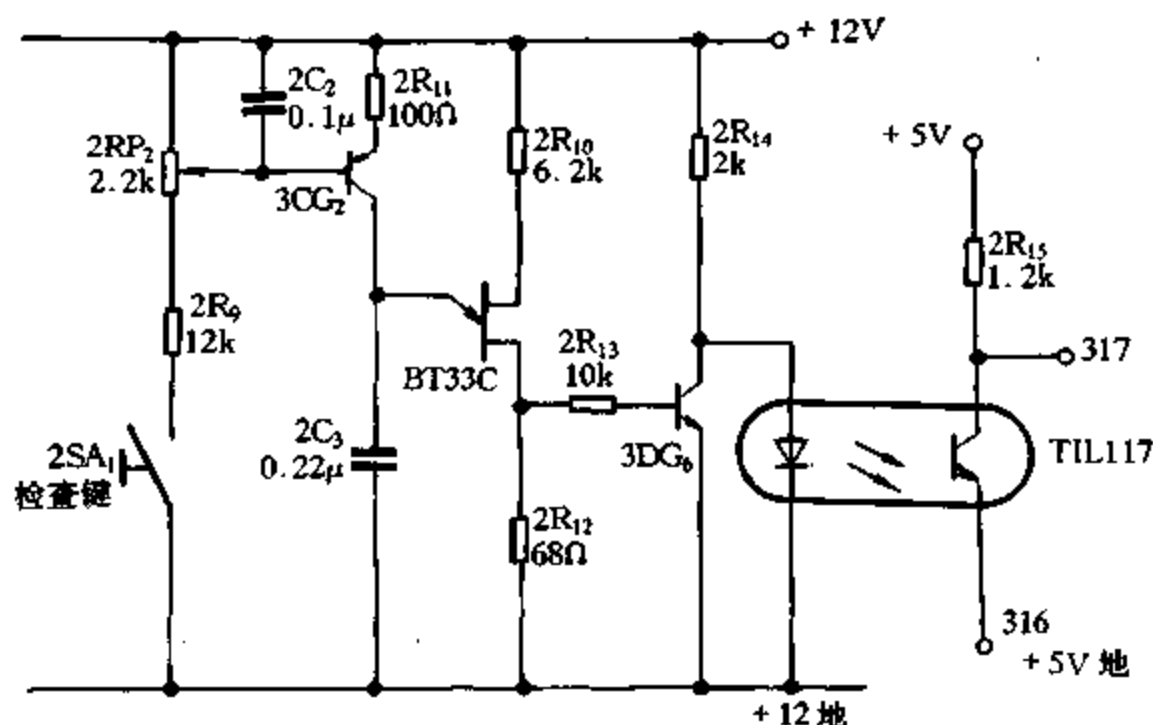 + 12V
2C₂
0.1μ
2R₁₁
100Ω
2RP₂
2.2k
2R₁₀
6.2k
2R₁₄
2k
+ 5V
3CG₂
2R₉
12k
2R₁₅
1.2k
BT33C
2R₁₃
10k
317
2C₃
0.22μ
3DG₆
TIL117
2SA₁
检查键
2R₁₂
68Ω
316
+ 5V 地
+ 12 地